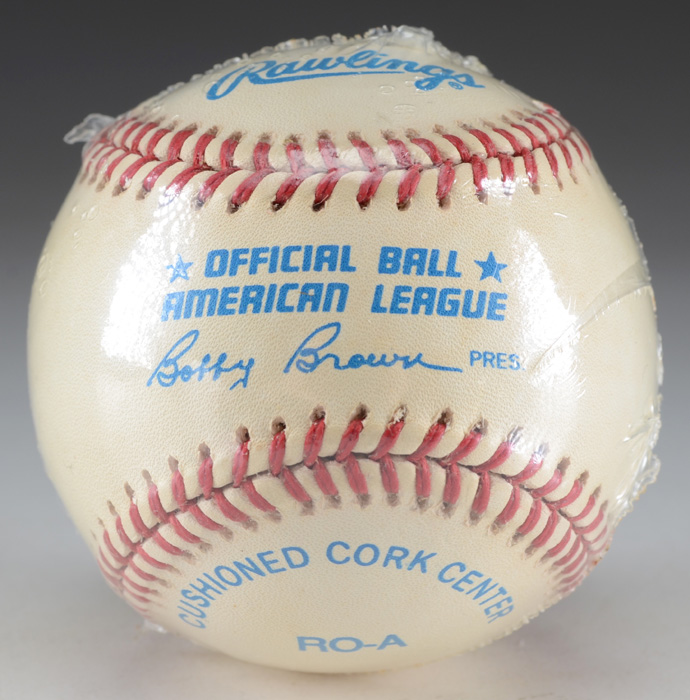 Rawlings®
★ OFFICIAL BALL ★
AMERICAN LEAGUE
Bobby Brown PRES.
CUSHIONED CORK CENTER
RO-A